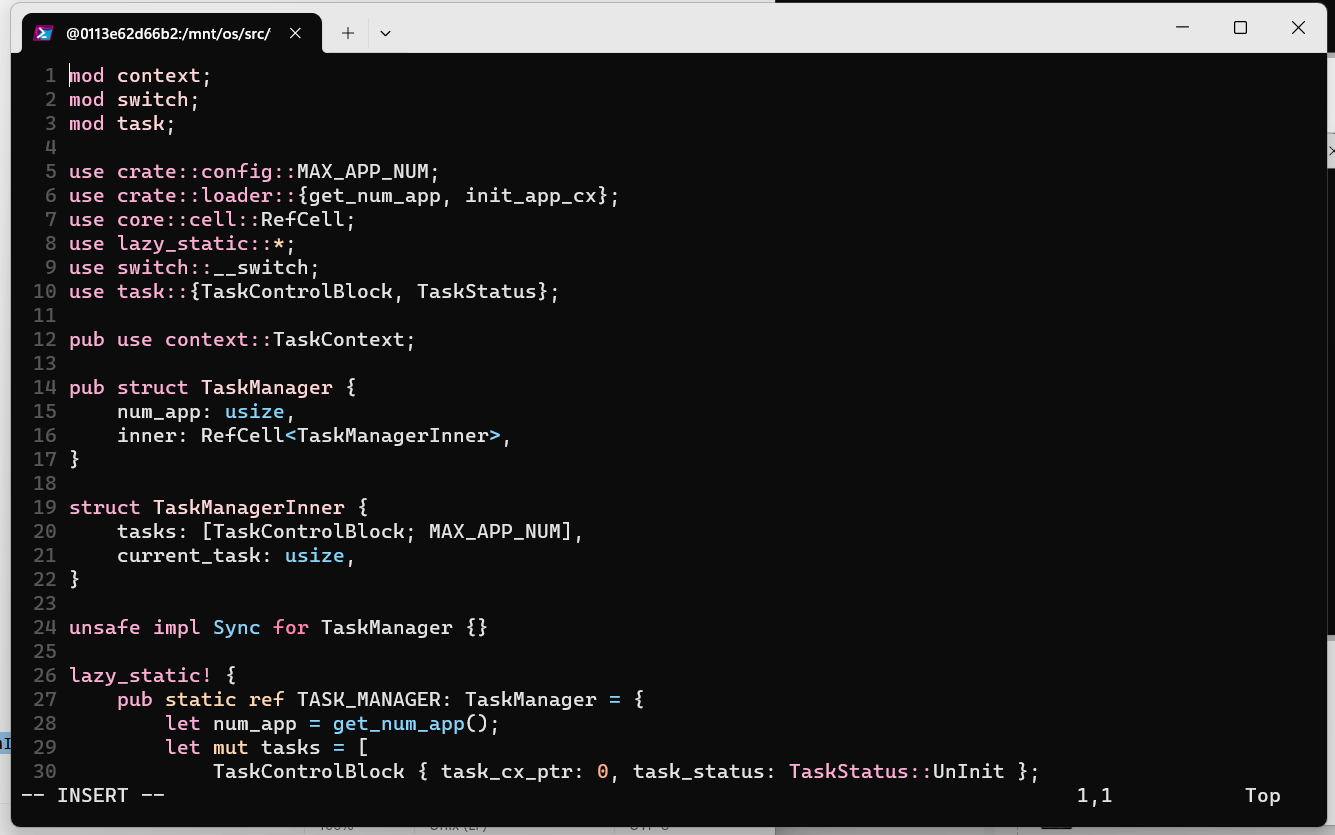 @0113e62d66b2:/mnt/os/src/
1 mod context;
2 mod switch;
3 mod task;
4
5 use crate::config::MAX_APP_NUM;
6 use crate::loader::{get_num_app, init_app_cx};
7 use core::cell::RefCell;
8 use lazy_static::*;
9 use switch::__switch;
10 use task::{TaskControlBlock, TaskStatus};
11
12 pub use context::TaskContext;
13
14 pub struct TaskManager {
15     num_app: usize,
16     inner: RefCell<TaskManagerInner>,
17 }
18
19 struct TaskManagerInner {
20     tasks: [TaskControlBlock; MAX_APP_NUM],
21     current_task: usize,
22 }
23
24 unsafe impl Sync for TaskManager {}
25
26 lazy_static! {
27     pub static ref TASK_MANAGER: TaskManager = {
28         let num_app = get_num_app();
29         let mut tasks = [
30             TaskControlBlock { task_cx_ptr: 0, task_status: TaskStatus::UnInit };
-- INSERT -- 1,1 Top